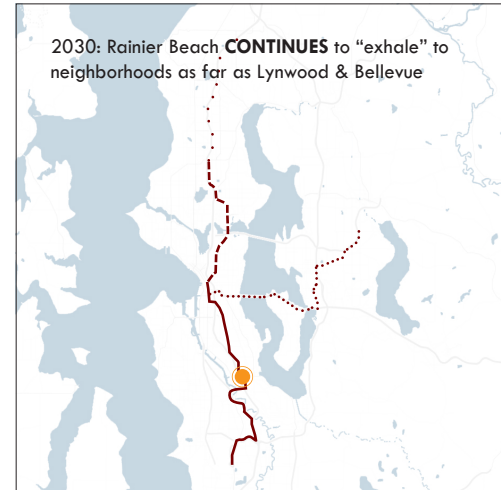 2030: Rainier Beach CONTINUES to “exhale” to
neighborhoods as far as Lynwood & Bellevue